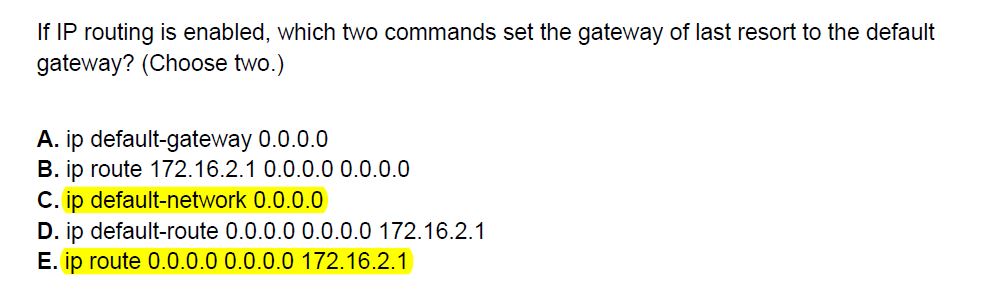 If IP routing is enabled, which two commands set the gateway of last resort to the default
gateway? (Choose two.)
A. ip default-gateway 0.0.0.0
B. ip route 172.16.2.1 0.0.0.0 0.0.0.0
C. ip default-network 0.0.0.0
D. ip default-route 0.0.0.0 0.0.0.0 172.16.2.1
E. ip route 0.0.0.0 0.0.0.0 172.16.2.1